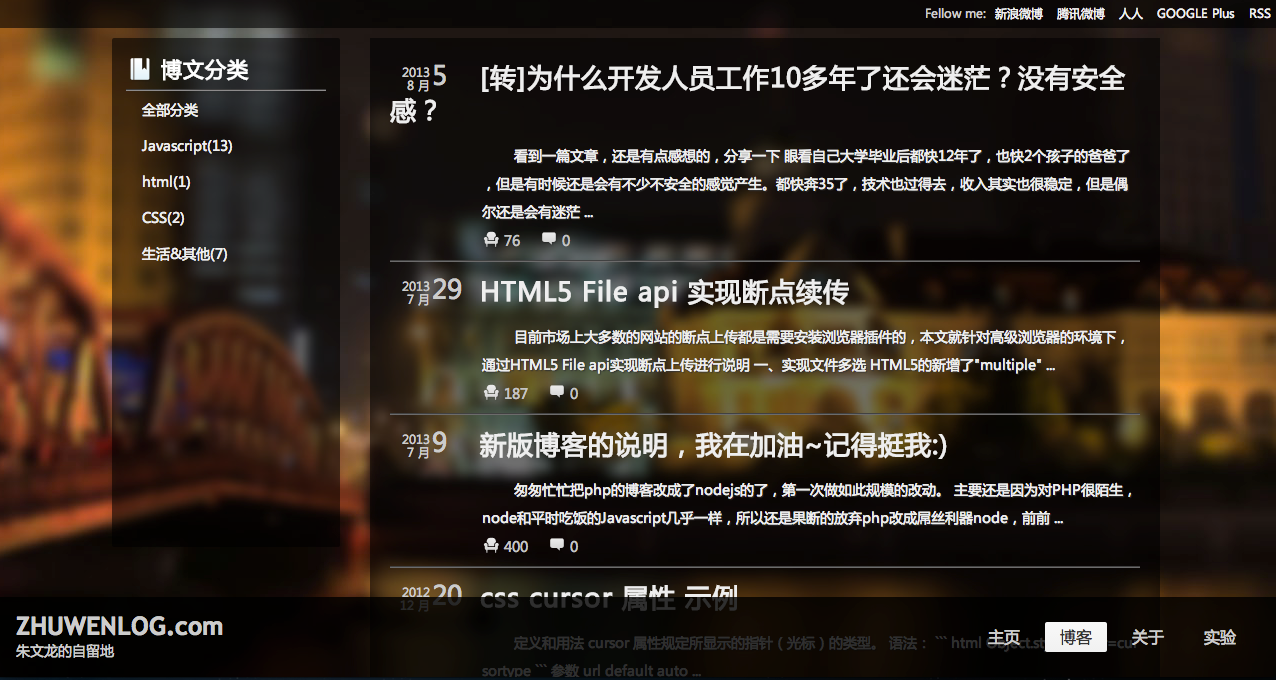 Fellow me: 新浪微博 腾讯微博 人人 GOOGLE Plus RSS
博文分类
全部分类
Javascript(13)
html(1)
CSS(2)
生活&其他(7)
2013 8月 5 [转]为什么开发人员工作10多年了还会迷茫？没有安全
感？
看到一篇文章，还是有点感想的，分享一下 眼看自己大学毕业后都快12年了，也快2个孩子的爸爸了
，但是有时候还是会有不少不安全的感觉产生。都快奔35了，技术也过得去，收入其实也很稳定，但是偶
尔还是会有迷茫 ...
76 0
2013 7月 29 HTML5 File api 实现断点续传
目前市场上大多数的网站的断点上传都是需要安装浏览器插件的，本文就针对高级浏览器的环境下，
通过HTML5 File api实现断点上传进行说明 一、实现文件多选 HTML5的新增了"multiple" ...
187 0
2013 7月 9 新版博客的说明，我在加油~记得挺我:)
匆匆忙忙把php的博客改成了nodejs的了，第一次做如此规模的改动。 主要还是因为对PHP很陌生，
node和平时吃饭的Javascript几乎一样，所以还是果断的放弃php改成屌丝利器node，前前 ...
400 0
2012 12月 20 css cursor 属性 示例
定义和用法 cursor 属性规定所显示的指针（光标）的类型。 语法： ``` html Object.st =cur
sortype ``` 参数 url default auto ...
ZHUWENLOG.com
朱文龙的自留地
主页 博客 关于 实验